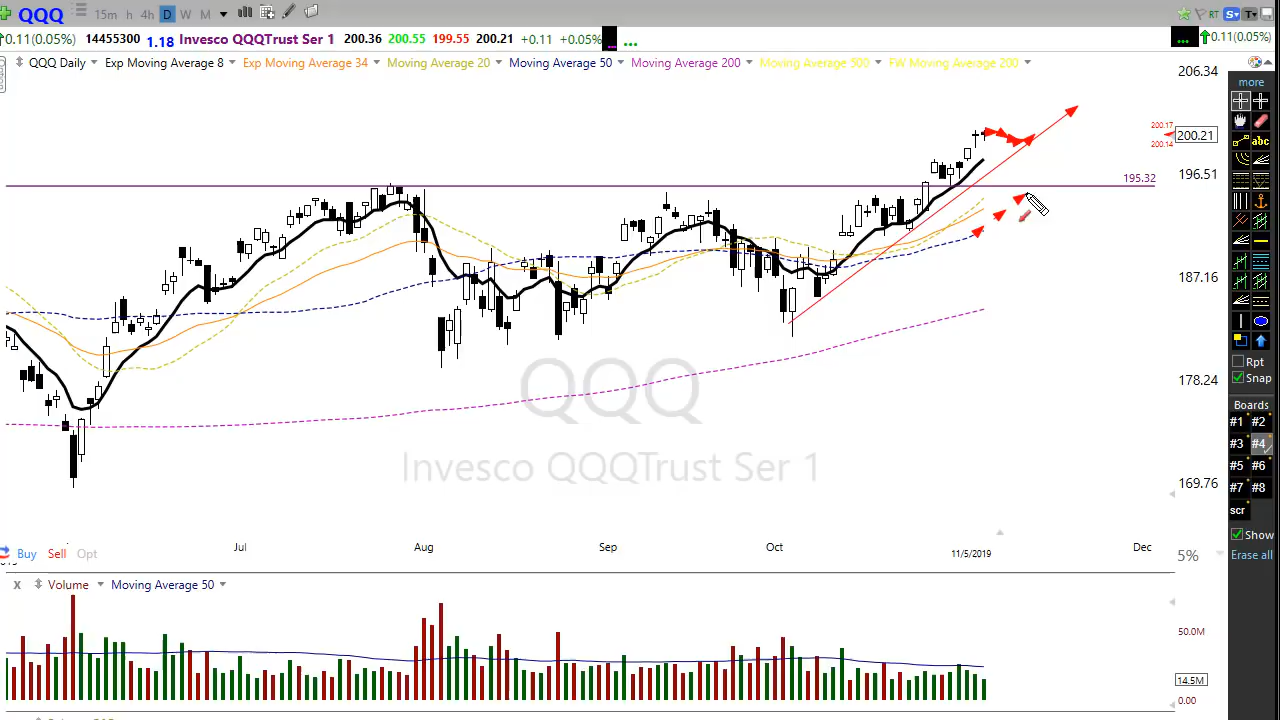 QQQ 15m h 4h D W M RT S T 0.11(0.05%)
0.11(0.05%) 14455300 1.18 Invesco QQQTrust Ser 1 200.36 200.55 199.55 200.21 +0.11 +0.05% ... ...
QQQ Daily Exp Moving Average 8 Exp Moving Average 34 Moving Average 20 Moving Average 50 Moving Average 200 Moving Average 500 FW Moving Average 200
206.34
more
200.17
200.21
200.14
abc
196.51
195.32
187.16
178.24
169.76
QQQ
Invesco QQQTrust Ser 1
Rpt
Snap
Boards
#1 #2
#3 #4
#5 #6
#7 #8
scr
Show
Erase all
Buy Sell Opt
Jul Aug Sep Oct 11/5/2019 Dec
5%
X Volume Moving Average 50
50.0M
14.5M
0.00